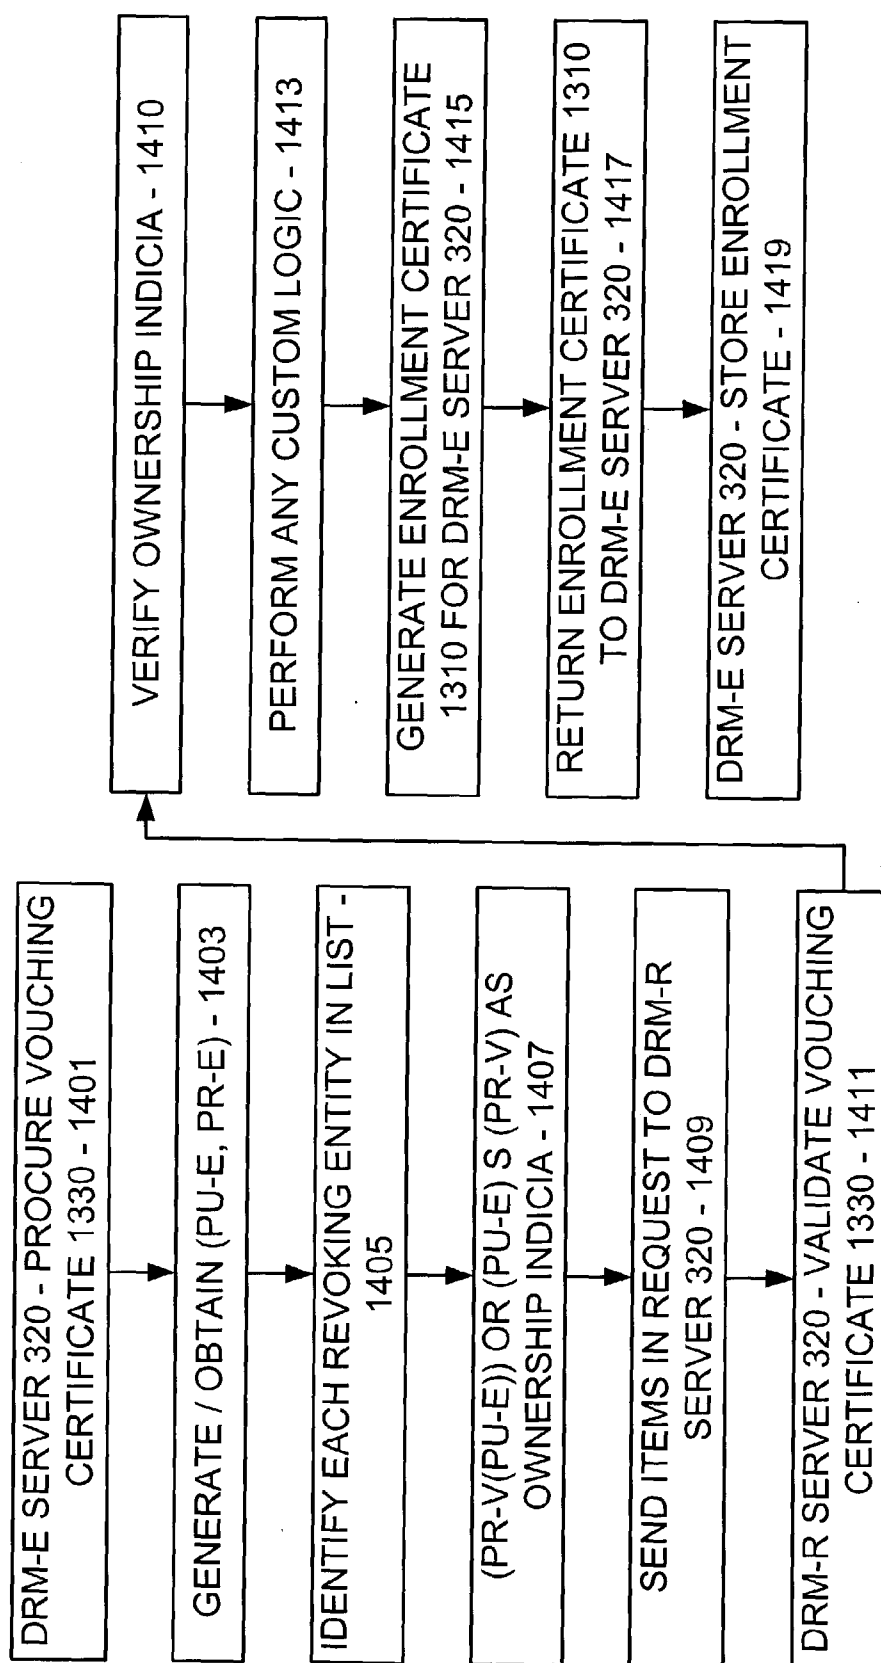 DRM-E SERVER 320 - PROCURE VOUCHING
CERTIFICATE 1330 - 1401
GENERATE / OBTAIN (PU-E, PR-E) - 1403
IDENTIFY EACH REVOKING ENTITY IN LIST -
1405
(PR-V(PU-E)) OR (PU-E) S (PR-V) AS
OWNERSHIP INDICIA - 1407
SEND ITEMS IN REQUEST TO DRM-R
SERVER 320 - 1409
DRM-R SERVER 320 - VALIDATE VOUCHING
CERTIFICATE 1330 - 1411
VERIFY OWNERSHIP INDICIA - 1410
PERFORM ANY CUSTOM LOGIC - 1413
GENERATE ENROLLMENT CERTIFICATE
1310 FOR DRM-E SERVER 320 - 1415
RETURN ENROLLMENT CERTIFICATE 1310
TO DRM-E SERVER 320 - 1417
DRM-E SERVER 320 - STORE ENROLLMENT
CERTIFICATE - 1419